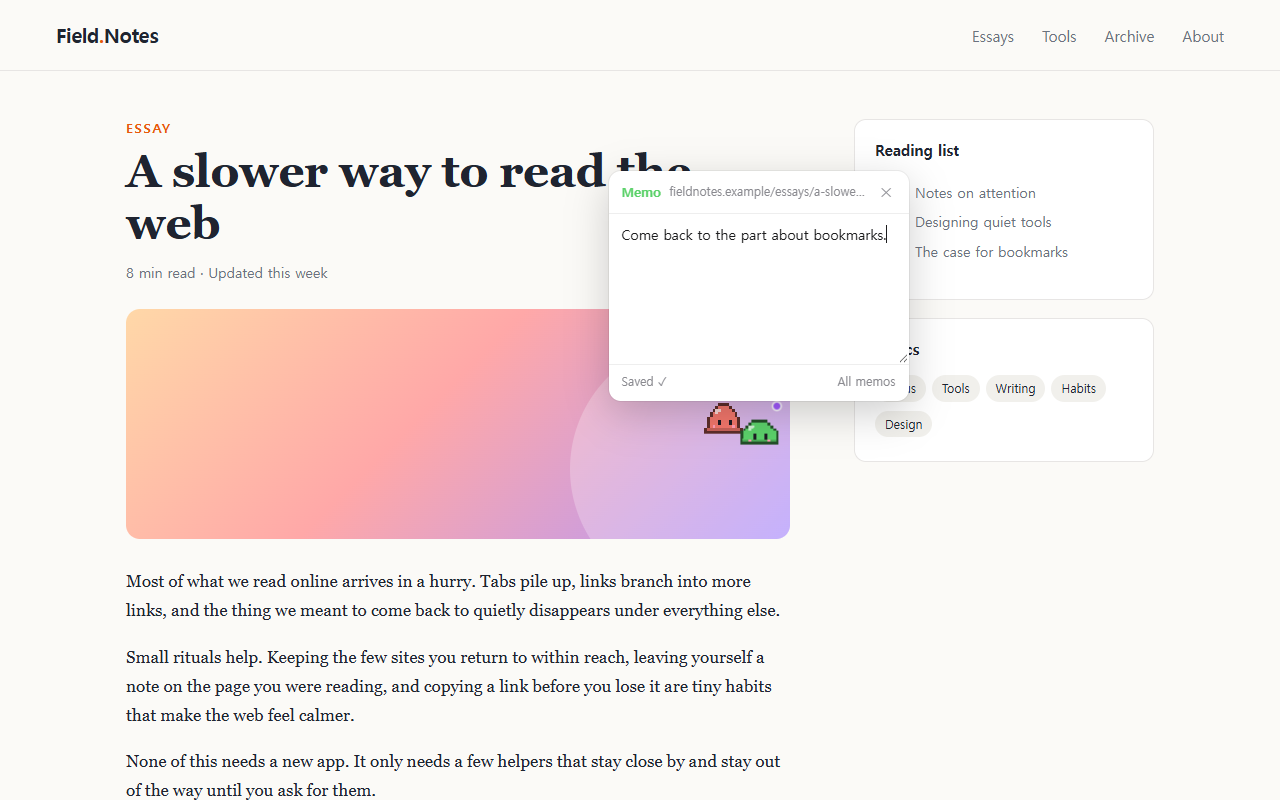 Field.Notes
Essays
Tools
Archive
About
ESSAY
A slower way to read the
web
8 min read · Updated this week
Memo fieldnotes.example/essays/a-slowe...
Come back to the part about bookmarks.
Saved ✓
All memos
Most of what we read online arrives in a hurry. Tabs pile up, links branch into more
links, and the thing we meant to come back to quietly disappears under everything else.
Small rituals help. Keeping the few sites you return to within reach, leaving yourself a
note on the page you were reading, and copying a link before you lose it are tiny habits
that make the web feel calmer.
None of this needs a new app. It only needs a few helpers that stay close by and stay out
of the way until you ask for them.
Reading list
Notes on attention
Designing quiet tools
The case for bookmarks
Tools
Writing
Habits
Design